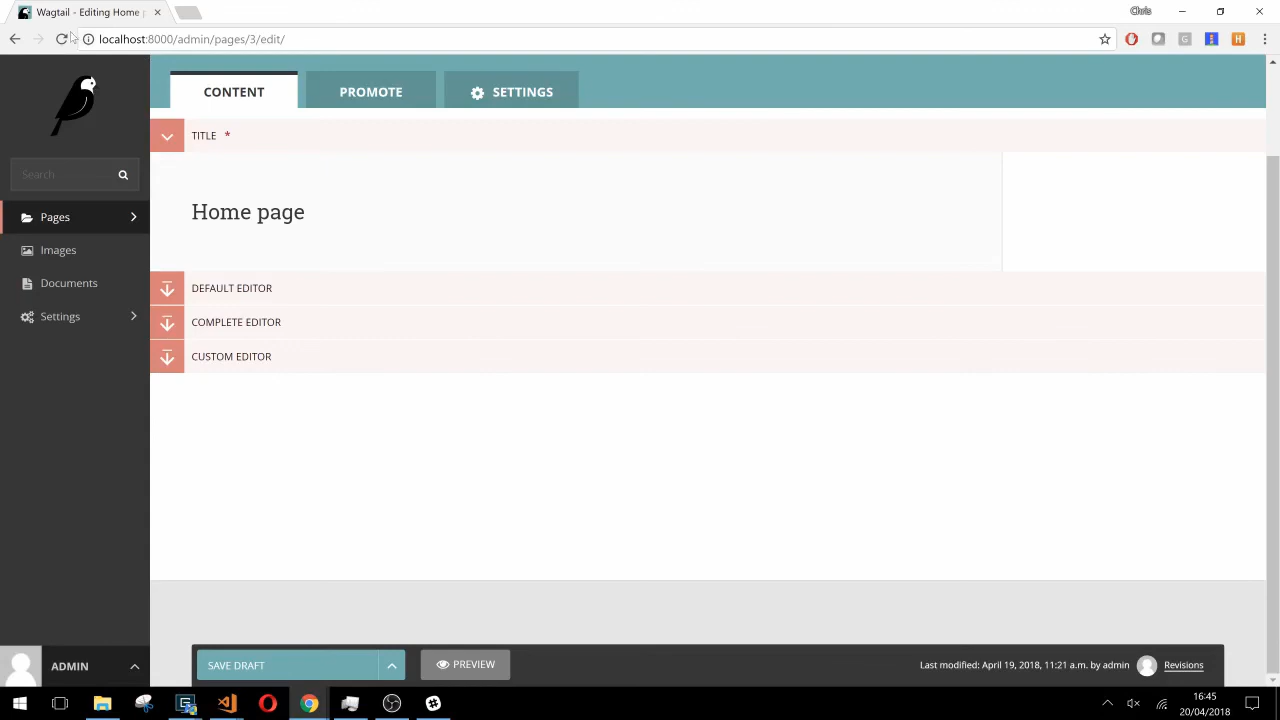 Wagtail - Editing Home
Chris
localhost:8000/admin/pages/3/edit/
CONTENT
PROMOTE
SETTINGS
TITLE *
Search
Home page
Pages
Images
Documents
Settings
DEFAULT EDITOR
COMPLETE EDITOR
CUSTOM EDITOR
ADMIN
SAVE DRAFT
PREVIEW
Last modified: April 19, 2018, 11:21 a.m. by admin
Revisions
16:45
20/04/2018